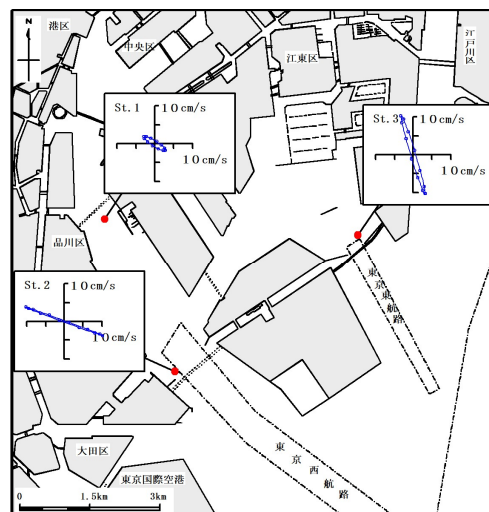 港区
N
中央区
江東区
江戸川区
St.1
10cm/s
10cm/s
St.3
10cm/s
10cm/s
品川区
St.2
10cm/s
10cm/s
東京東航路
東京西航路
大田区
東京国際空港
0
1.5km
3km